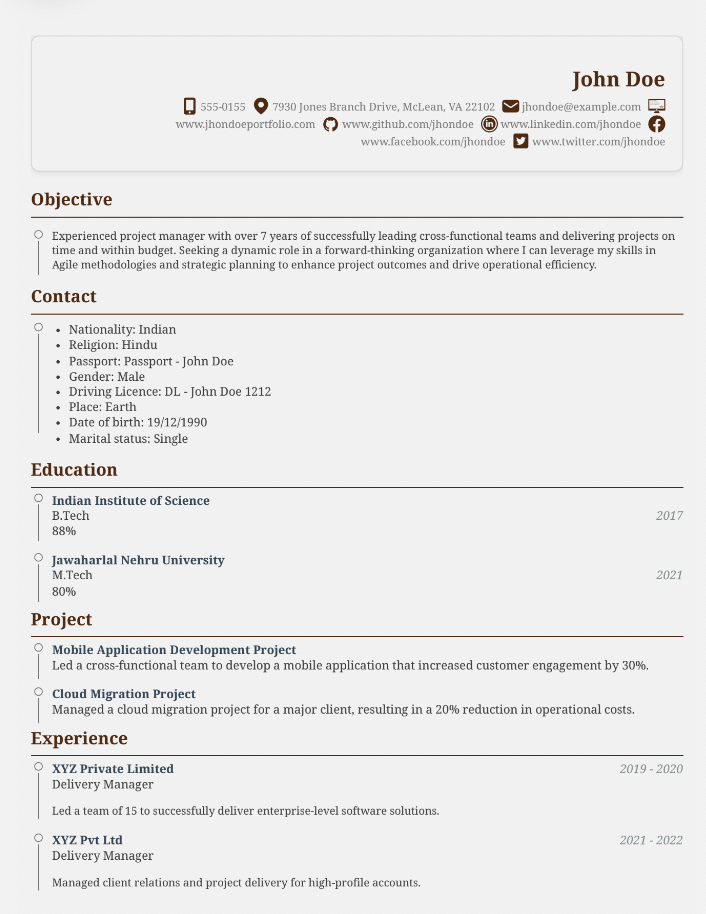 John Doe
555-0155 7930 Jones Branch Drive, McLean, VA 22102 jhondoe@example.com
www.jhondoeportfolio.com www.github.com/jhondoe www.linkedin.com/jhondoe
www.facebook.com/jhondoe www.twitter.com/jhondoe
Objective
Experienced project manager with over 7 years of successfully leading cross-functional teams and delivering projects on
time and within budget. Seeking a dynamic role in a forward-thinking organization where I can leverage my skills in
Agile methodologies and strategic planning to enhance project outcomes and drive operational efficiency.
Contact
• Nationality: Indian
• Religion: Hindu
• Passport: Passport - John Doe
• Gender: Male
• Driving Licence: DL - John Doe 1212
• Place: Earth
• Date of birth: 19/12/1990
• Marital status: Single
Education
Indian Institute of Science
B.Tech 2017
88%
Jawaharlal Nehru University
M.Tech 2021
80%
Project
Mobile Application Development Project
Led a cross-functional team to develop a mobile application that increased customer engagement by 30%.
Cloud Migration Project
Managed a cloud migration project for a major client, resulting in a 20% reduction in operational costs.
Experience
XYZ Private Limited 2019 - 2020
Delivery Manager
Led a team of 15 to successfully deliver enterprise-level software solutions.
XYZ Pvt Ltd 2021 - 2022
Delivery Manager
Managed client relations and project delivery for high-profile accounts.